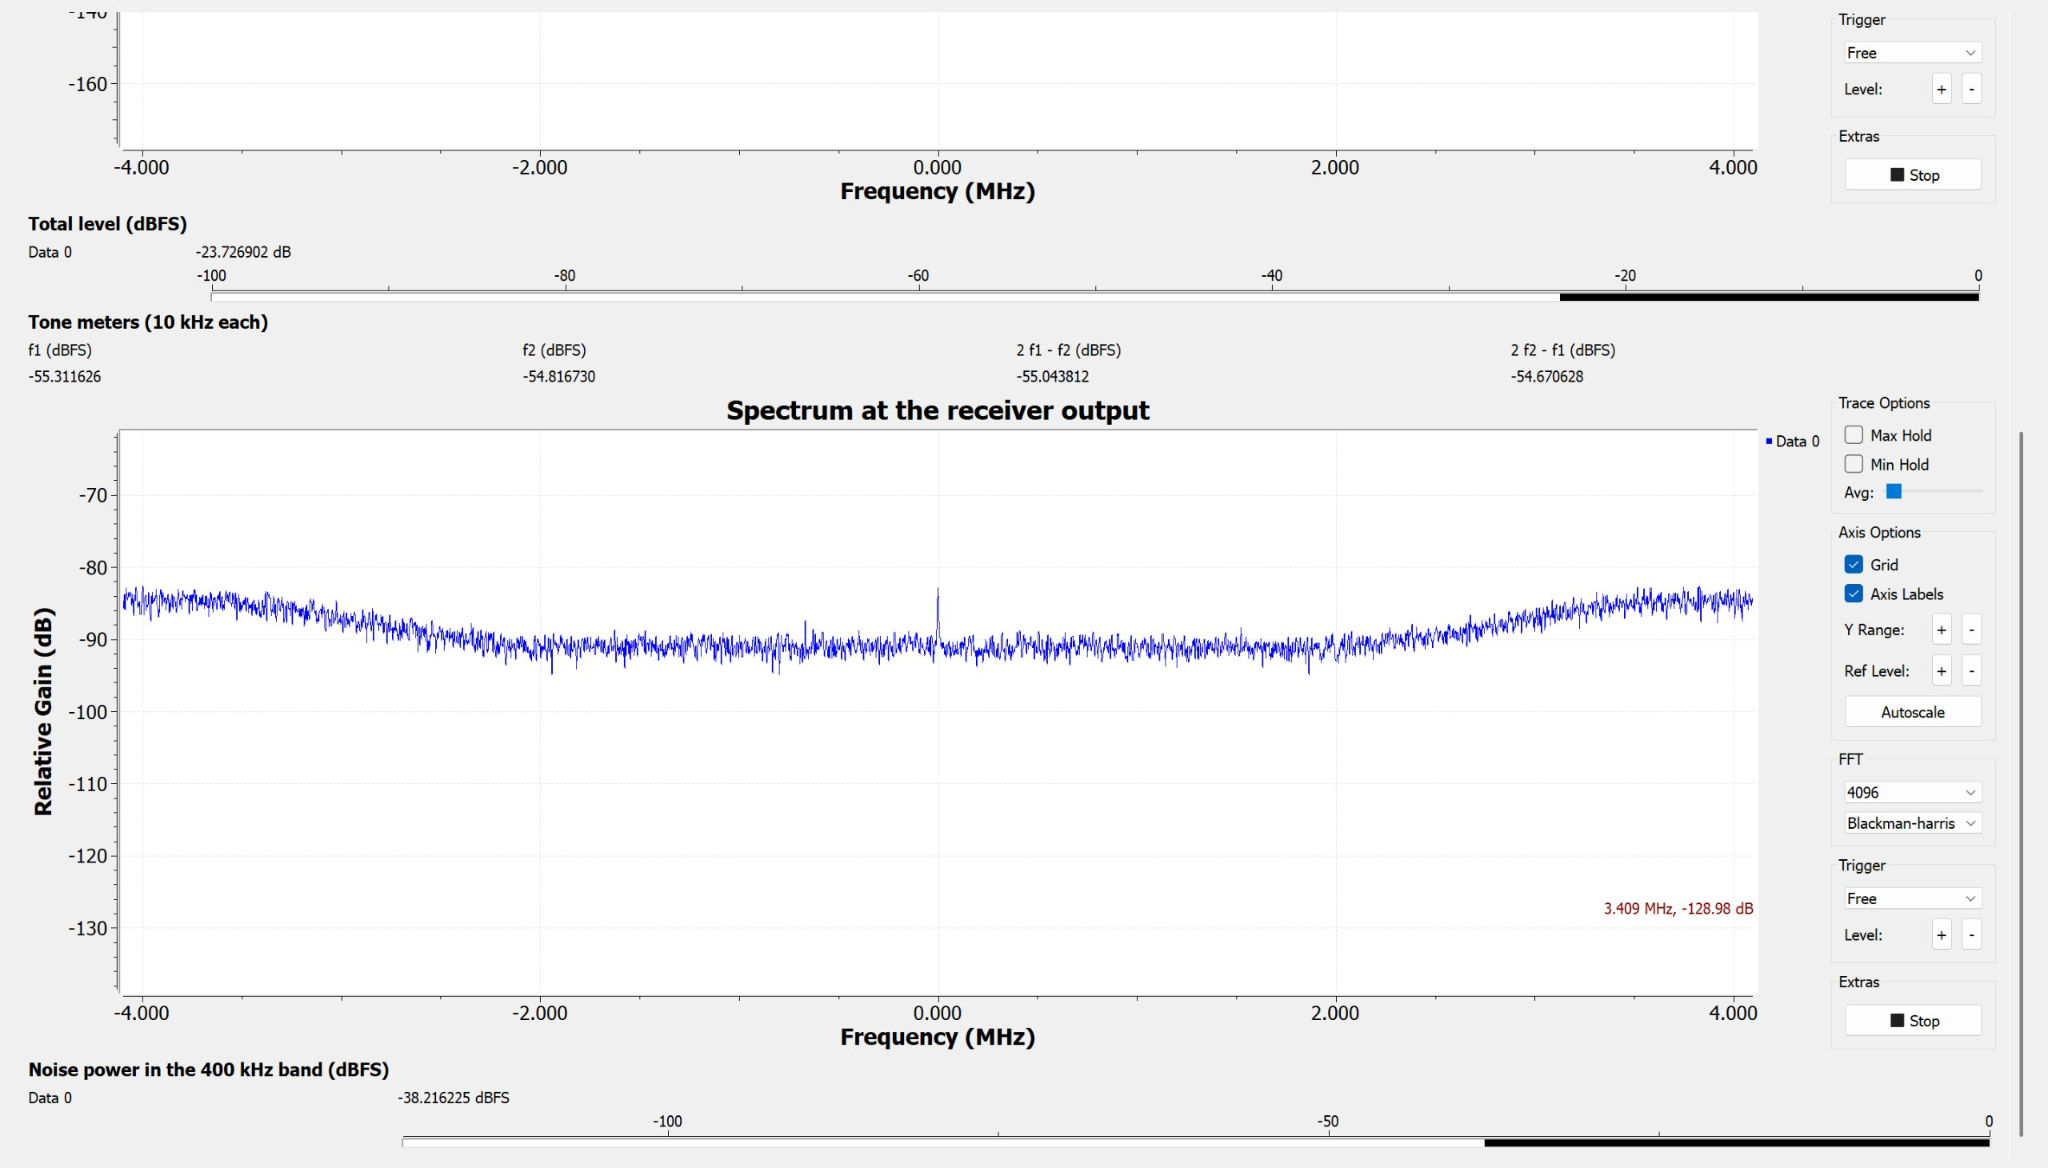 -140
-160
-4.000 -2.000 0.000 2.000 4.000
Frequency (MHz)
Trigger
Free
Level: + -
Extras
Stop
Total level (dBFS)
Data 0 -23.726902 dB
-100 -80 -60 -40 -20 0
Tone meters (10 kHz each)
f1 (dBFS) f2 (dBFS) 2 f1 - f2 (dBFS) 2 f2 - f1 (dBFS)
-55.311626 -54.816730 -55.043812 -54.670628
Spectrum at the receiver output
Data 0
Relative Gain (dB)
-70
-80
-90
-100
-110
-120
-130
3.409 MHz, -128.98 dB
-4.000 -2.000 0.000 2.000 4.000
Frequency (MHz)
Trace Options
Max Hold
Min Hold
Avg:
Axis Options
Grid
Axis Labels
Y Range: + -
Ref Level: + -
Autoscale
FFT
4096
Blackman-harris
Trigger
Free
Level: + -
Extras
Stop
Noise power in the 400 kHz band (dBFS)
Data 0 -38.216225 dBFS
-100 -50 0